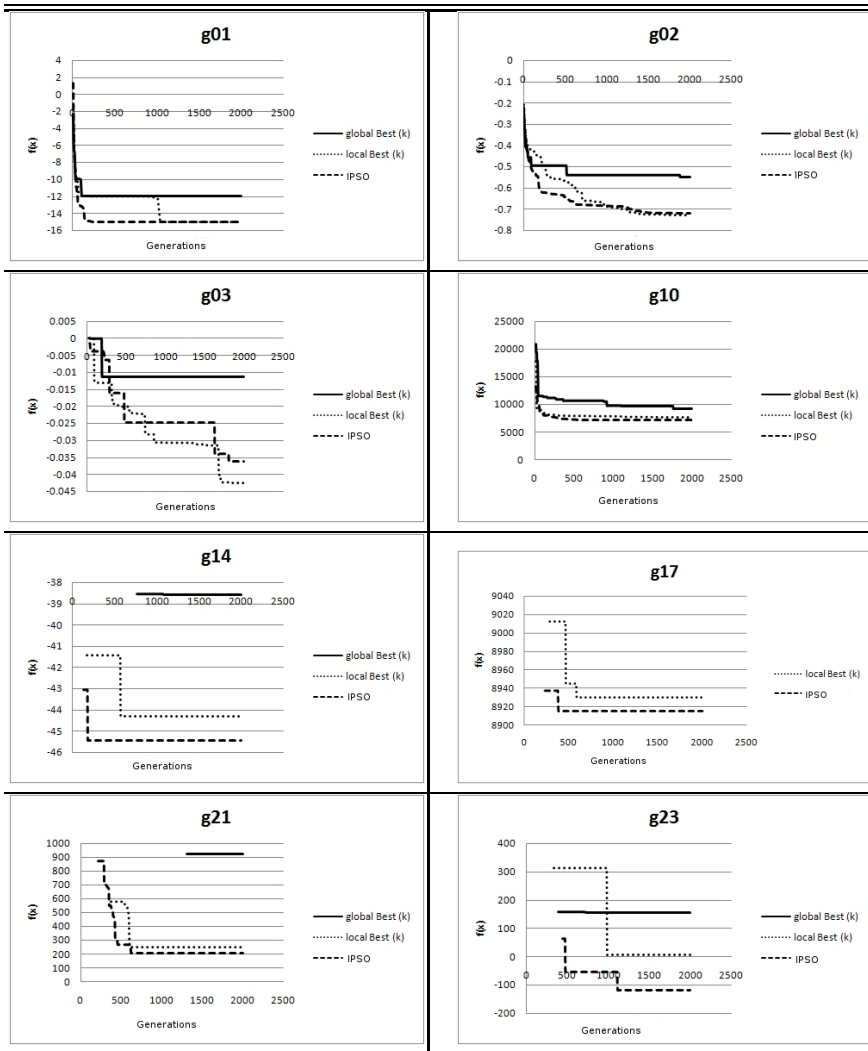 g01
4
2
0
-2
-4
-6
-8
-10
-12
-14
-16
0 500 1000 1500 2000 2500
f(x)
Generations
global Best (k)
local Best (k)
IPSO
g02
0
-0.1
-0.2
-0.3
-0.4
-0.5
-0.6
-0.7
-0.8
0 500 1000 1500 2000 2500
f(x)
Generations
global Best (k)
local Best (k)
IPSO
g03
0.005
0
-0.005
-0.01
-0.015
-0.02
-0.025
-0.03
-0.035
-0.04
-0.045
0 500 1000 1500 2000 2500
f(x)
Generations
global Best (k)
local Best (k)
IPSO
g10
25000
20000
15000
10000
5000
0
0 500 1000 1500 2000 2500
f(x)
Generations
global Best (k)
local Best (k)
IPSO
g14
-38
-39
-40
-41
-42
-43
-44
-45
-46
0 500 1000 1500 2000 2500
f(x)
Generations
global Best (k)
local Best (k)
IPSO
g17
9040
9020
9000
8980
8960
8940
8920
8900
0 500 1000 1500 2000 2500
f(x)
Generations
local Best (k)
IPSO
g21
1000
900
800
700
600
500
400
300
200
100
0
0 500 1000 1500 2000 2500
f(x)
Generations
global Best (k)
local Best (k)
IPSO
g23
400
300
200
100
0
-100
-200
0 500 1000 1500 2000 2500
f(x)
Generations
global Best (k)
local Best (k)
IPSO